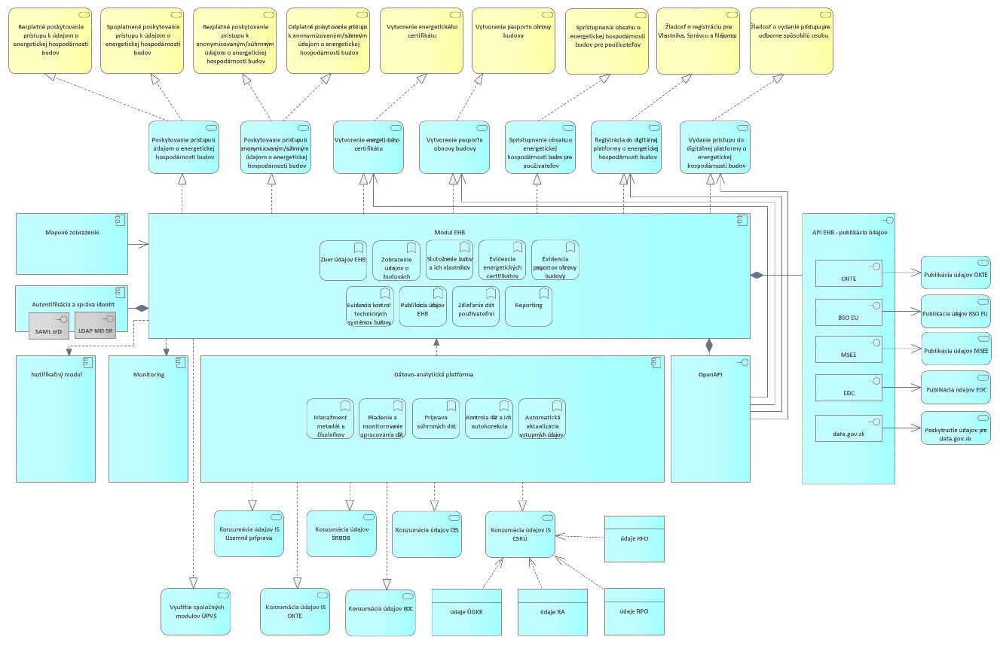 Bezplatné poskytovanie
prístupu k údajom o
energetickej hospodárnosti
budov
Spoplatnené poskytovanie
prístupu k údajom o
energetickej hospodárnosti
budov
Bezplatné poskytovanie
prístupu k
anonymizovaným/súhrnným
údajom o energetickej
hospodárnosti budov
Odplatné poskytovanie prístupu
k anonymizovaným/súhrnným
údajom o energetickej
hospodárnosti budov
Vytvorenie energetického
certifikátu
Vytvorenie pasportu obnovy
budovy
Sprístupnenie obsahu o
energetickej hospodárnosti
budov pre používateľov
Žiadosť o registráciu pre
Vlastníka, Správcu a Nájomcu
Žiadosť o vydanie prístupu pre
odborne spôsobilú osobu
Poskytovanie prístupu k
údajom o energetickej
hospodárnosti budov
Poskytovanie prístupu k
anonymizovaným/súhrnným
údajom o energetickej
hospodárnosti budov
Vytvorenie energetického
certifikátu
Vytvorenie pasportu
obnovy budovy
Sprístupnenie obsahu o
energetickej
hospodárnosti budov pre
používateľov
Registrácia do digitálnej
platformy o energetickej
hospodárnosti budov
Vydanie prístupu do
digitálnej platformy o
energetickej
hospodárnosti budov
Mapové zobrazenie
Modul EHB
Zber údajov EHB
Zobrazenie
údajov o
budovách
Stotožnenie budov
a ich vlastníkov
Evidencia
energetických
certifikátov
Evidencia
pasportov obnovy
budovy
Evidencia kontrol
technických
systémov budovy
Publikácia údajov
EHB
Zdieľanie dát
používateľmi
Reporting
API EHB - publikácia údajov
OKTE
BSO EU
MSEE
EDC
data.gov.sk
Publikácia údajov OKTE
Publikácia údajov BSO EU
Publikácia údajov MSEE
Publikácia údajov EDC
Poskytnutie údajov pre
data.gov.sk
Autentifikácia a správa identít
SAML eID
LDAP MD SR
Notifikačný modul
Monitoring
Dátovo-analytická platforma
Manažment
metadát a
číselníkov
Riadenie a
monitorovanie
spracovania dát
Príprava
súhrnných dát
Kontrola dát a ich
autokorekcia
Automatická
aktualizácia
vstupných údajov
OpenAPI
Konzumácia údajov IS
Územná príprava
Konzumácia údajov
ŠRBDB
Konzumácia údajov CES
Konzumácia údajov IS
CSRÚ
údaje RFO
Využitie spoločných
modulov ÚPVS
Konzumácia údajov IS
OKTE
Konzumácia údajov EDC
údaje ÚGKK
údaje RA
údaje RPO